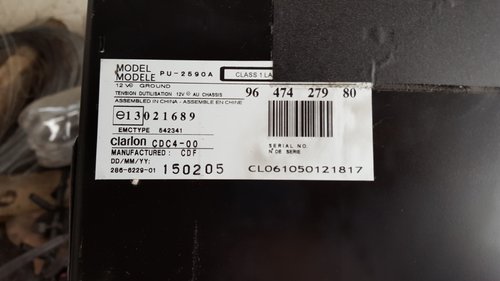 MODEL
MODELE PU-2590A CLASS 1 LA
12 V⎓ GROUND
TENSION D'UTILISATION 12V⎓ AU CHASSIS
ASSEMBLED IN CHINA - ASSEMBLE EN CHINE
96 474 279 80
13 021689
EMCTYPE 542341
clarion CDC4-00
MANUFACTURED: CDF
DD/MM/YY:
286-6229-01 150205
SERIAL NO.
N° DE SERIE
CL061050121817